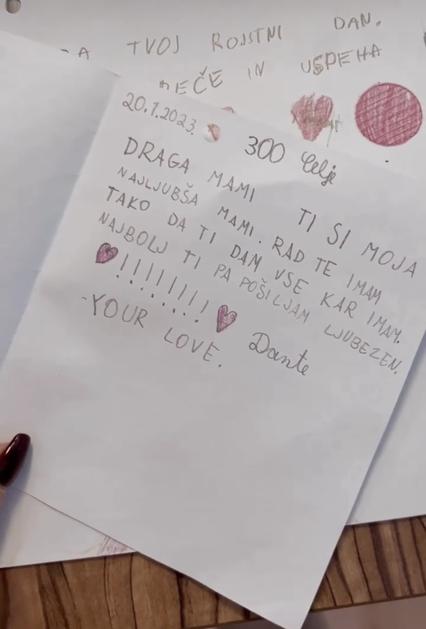 TVOJ ROJSTNI DAN.
IN USPEHA
20.1.2023.
300 Celje
DRAGA MAMI TI SI MOJA
NAJLJUBŠA MAMI. RAD TE IMAM
TAKO DA TI DAM VSE KAR IMAM.
NAJBOLJ TI PA POŠILJAM LJUBEZEN.
!!!!!!!!
-YOUR LOVE. Dante